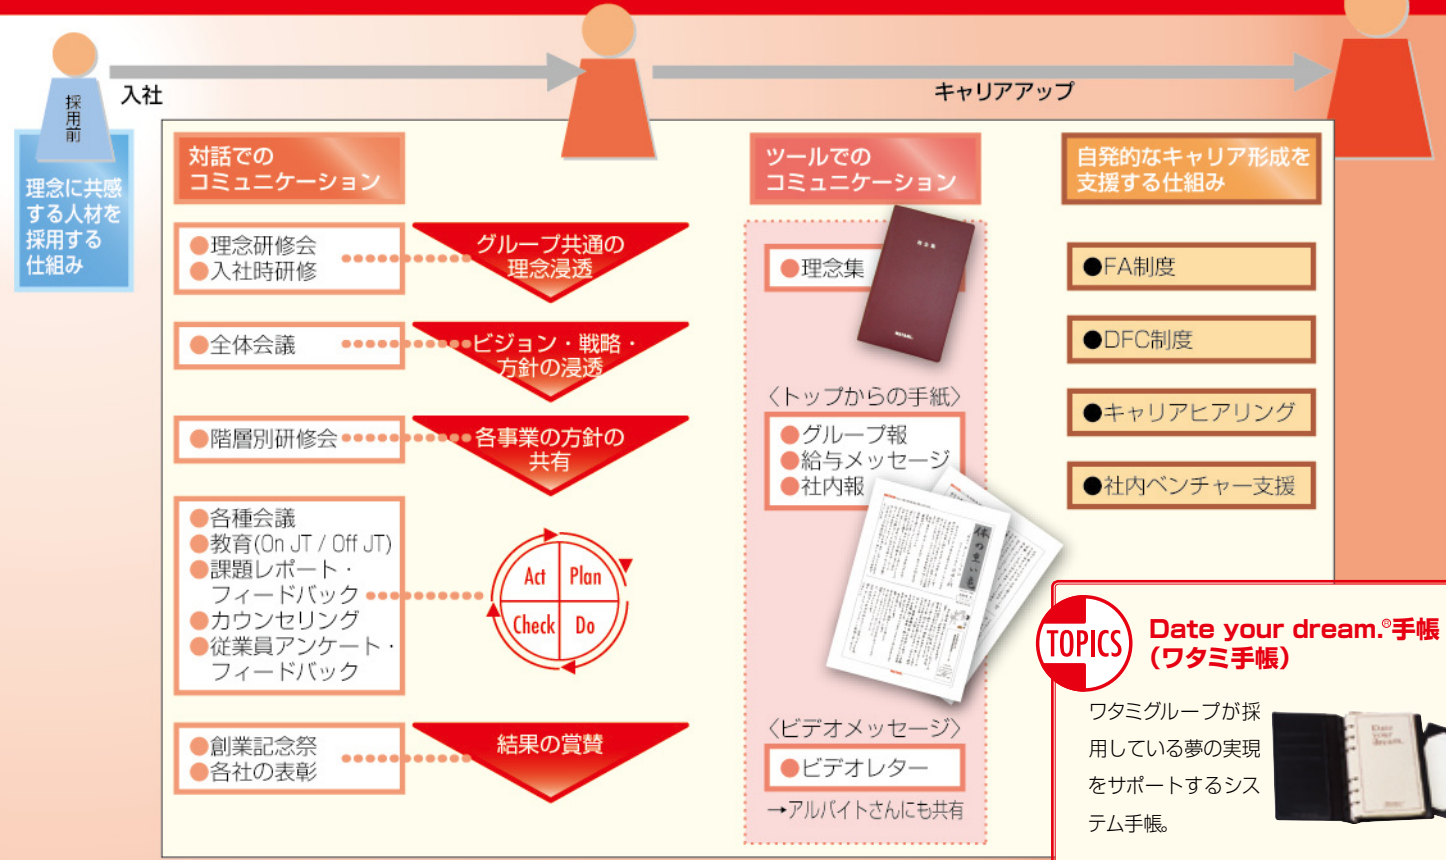 採用前
入社
キャリアアップ
理念に共感
する人材を
採用する
仕組み
対話での
コミュニケーション
●理念研修会
●入社時研修
グループ共通の
理念浸透
●全体会議
ビジョン・戦略・
方針の浸透
●階層別研修会
各事業の方針の
共有
●各種会議
●教育(On JT / Off JT)
●課題レポート・
フィードバック
●カウンセリング
●従業員アンケート・
フィードバック
Act
Plan
Check
Do
●創業記念祭
●各社の表彰
結果の賞賛
ツールでの
コミュニケーション
●理念集
理念集
〈トップからの手紙〉
●グループ報
●給与メッセージ
●社内報
〈ビデオメッセージ〉
●ビデオレター
→アルバイトさんにも共有
自発的なキャリア形成を
支援する仕組み
●FA制度
●DFC制度
●キャリアヒアリング
●社内ベンチャー支援
TOPICS
Date your dream.®手帳
(ワタミ手帳)
ワタミグループが採
用している夢の実現
をサポートするシス
テム手帳。
Date
your
dream.